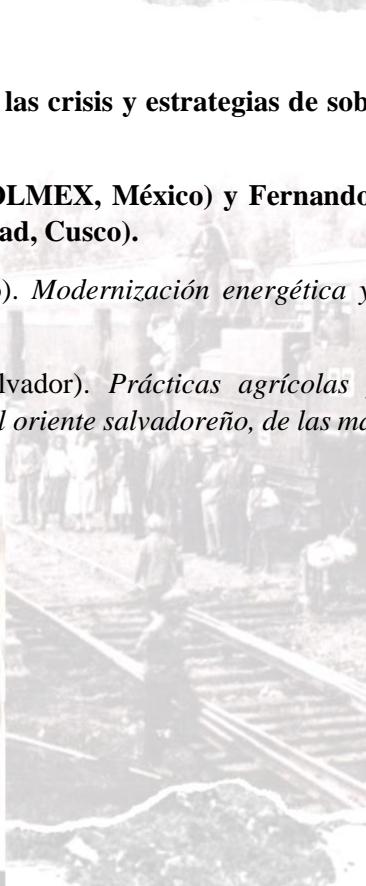 las crisis y estrategias de sob
OLMEX, México) y Fernando
ad, Cusco).
o). Modernización energética y
lvador). Prácticas agrícolas
l oriente salvadoreño, de las ma